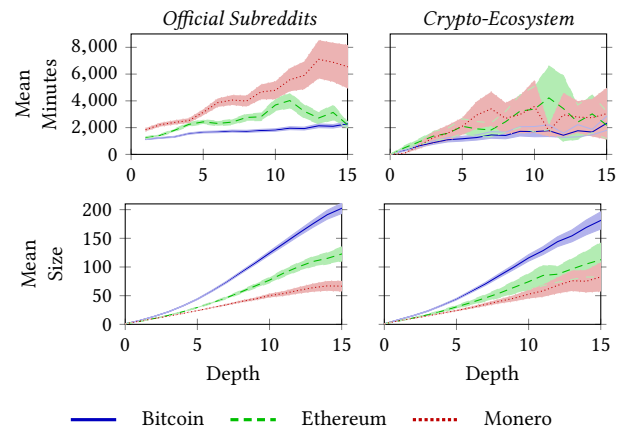 Official Subreddits Crypto-Ecosystem
Mean Minutes
8,000
6,000
4,000
2,000
0
0 5 10 15 0 5 10 15
Mean Size
200
150
100
50
0
0 5 10 15 0 5 10 15
Depth Depth
Bitcoin Ethereum Monero